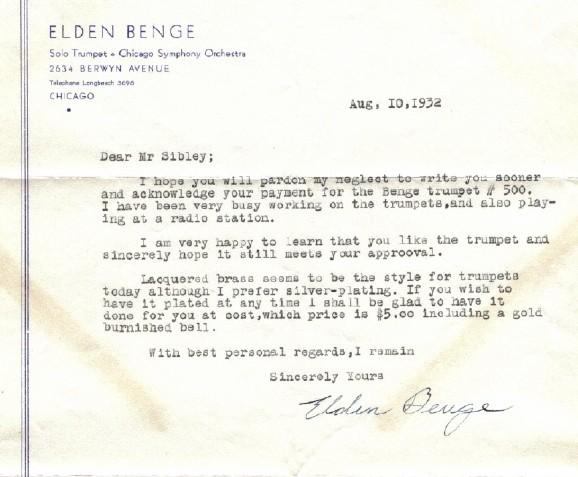 ELDEN BENGE
Solo Trumpet • Chicago Symphony Orchestra
2634 BERWYN AVENUE
Telephone Longbeach 3696
CHICAGO
Aug, 10,1932
Dear Mr Sibley;
I hope you will pardon my neglect to write you sooner
and acknowledge your payment for the Benge trumpet # 500.
I have been very busy working on the trumpets,and also play-
ing at a radio station.
I am very happy to learn that you like the trumpet and
sincerely hope it still meets your approoval.
Lacquered brass seems to be the style for trumpets
today although I prefer silver-plating. If you wish to
have it plated at any time I shall be glad to have it
done for you at cost,which price is $5.00 including a gold
burnished bell.
With best personal regards,I remain
Sincerely Yours
Elden Benge